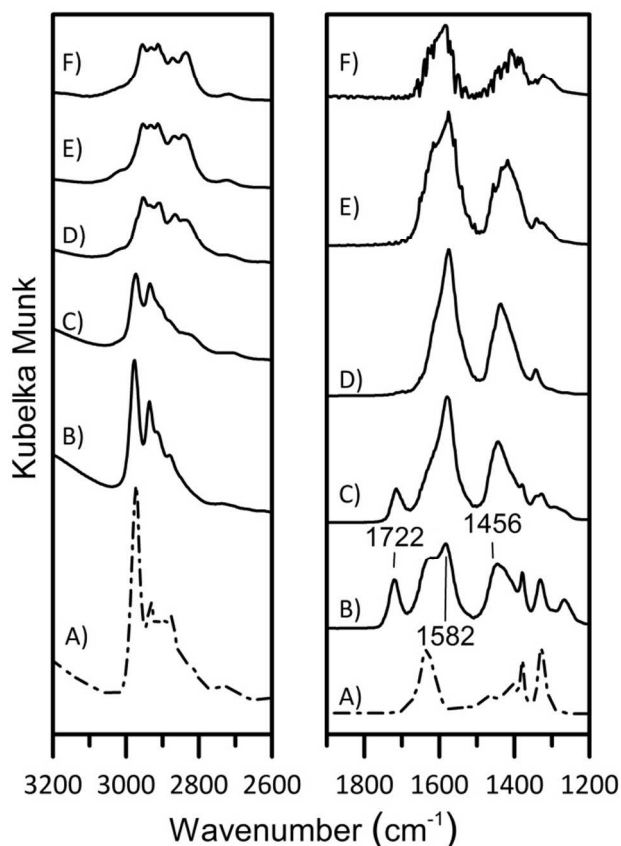 Kubelka Munk
F)
E)
D)
C)
B)
A)
3200 3000 2800 2600
F)
E)
D)
C)
1722 1456
B)
1582
A)
1800 1600 1400 1200
Wavenumber (cm⁻¹)